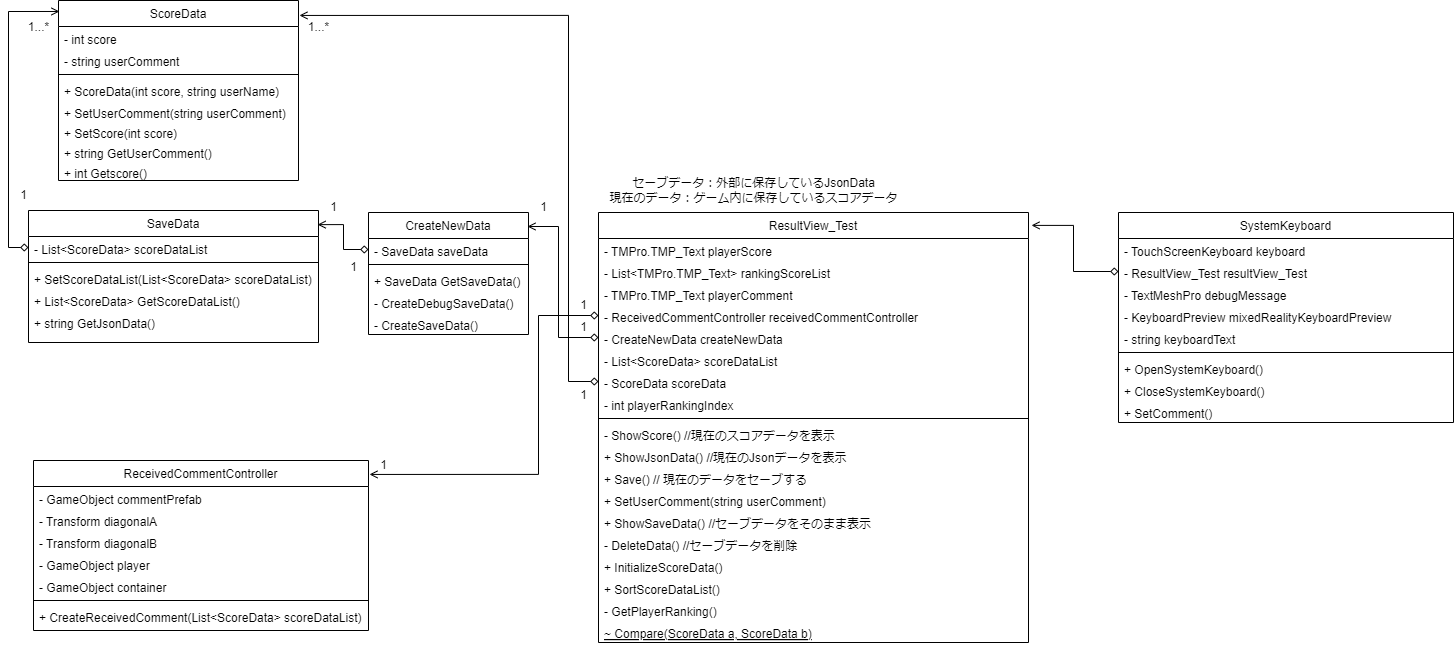 ScoreData
1...*
1...*
- int score
- string userComment
+ ScoreData(int score, string userName)
+ SetUserComment(string userComment)
+ SetScore(int score)
+ string GetUserComment()
+ int Getscore()
1
SaveData
- List<ScoreData> scoreDataList
+ SetScoreDataList(List<ScoreData> scoreDataList)
+ List<ScoreData> GetScoreDataList()
+ string GetJsonData()
1
1
CreateNewData
- SaveData saveData
+ SaveData GetSaveData()
- CreateDebugSaveData()
- CreateSaveData()
1
セーブデータ：外部に保存しているJsonData
現在のデータ：ゲーム内に保存しているスコアデータ
ResultView_Test
- TMPro.TMP_Text playerScore
- List<TMPro.TMP_Text> rankingScoreList
- TMPro.TMP_Text playerComment
- ReceivedCommentController receivedCommentController
- CreateNewData createNewData
- List<ScoreData> scoreDataList
- ScoreData scoreData
- int playerRankingIndex
1
1
1
- ShowScore() //現在のスコアデータを表示
+ ShowJsonData() //現在のJsonデータを表示
+ Save() // 現在のデータをセーブする
+ SetUserComment(string userComment)
+ ShowSaveData() //セーブデータをそのまま表示
- DeleteData() //セーブデータを削除
+ InitializeScoreData()
+ SortScoreDataList()
- GetPlayerRanking()
~ Compare(ScoreData a, ScoreData b)
SystemKeyboard
- TouchScreenKeyboard keyboard
- ResultView_Test resultView_Test
- TextMeshPro debugMessage
- KeyboardPreview mixedRealityKeyboardPreview
- string keyboardText
+ OpenSystemKeyboard()
+ CloseSystemKeyboard()
+ SetComment()
1
ReceivedCommentController
- GameObject commentPrefab
- Transform diagonalA
- Transform diagonalB
- GameObject player
- GameObject container
+ CreateReceivedComment(List<ScoreData> scoreDataList)